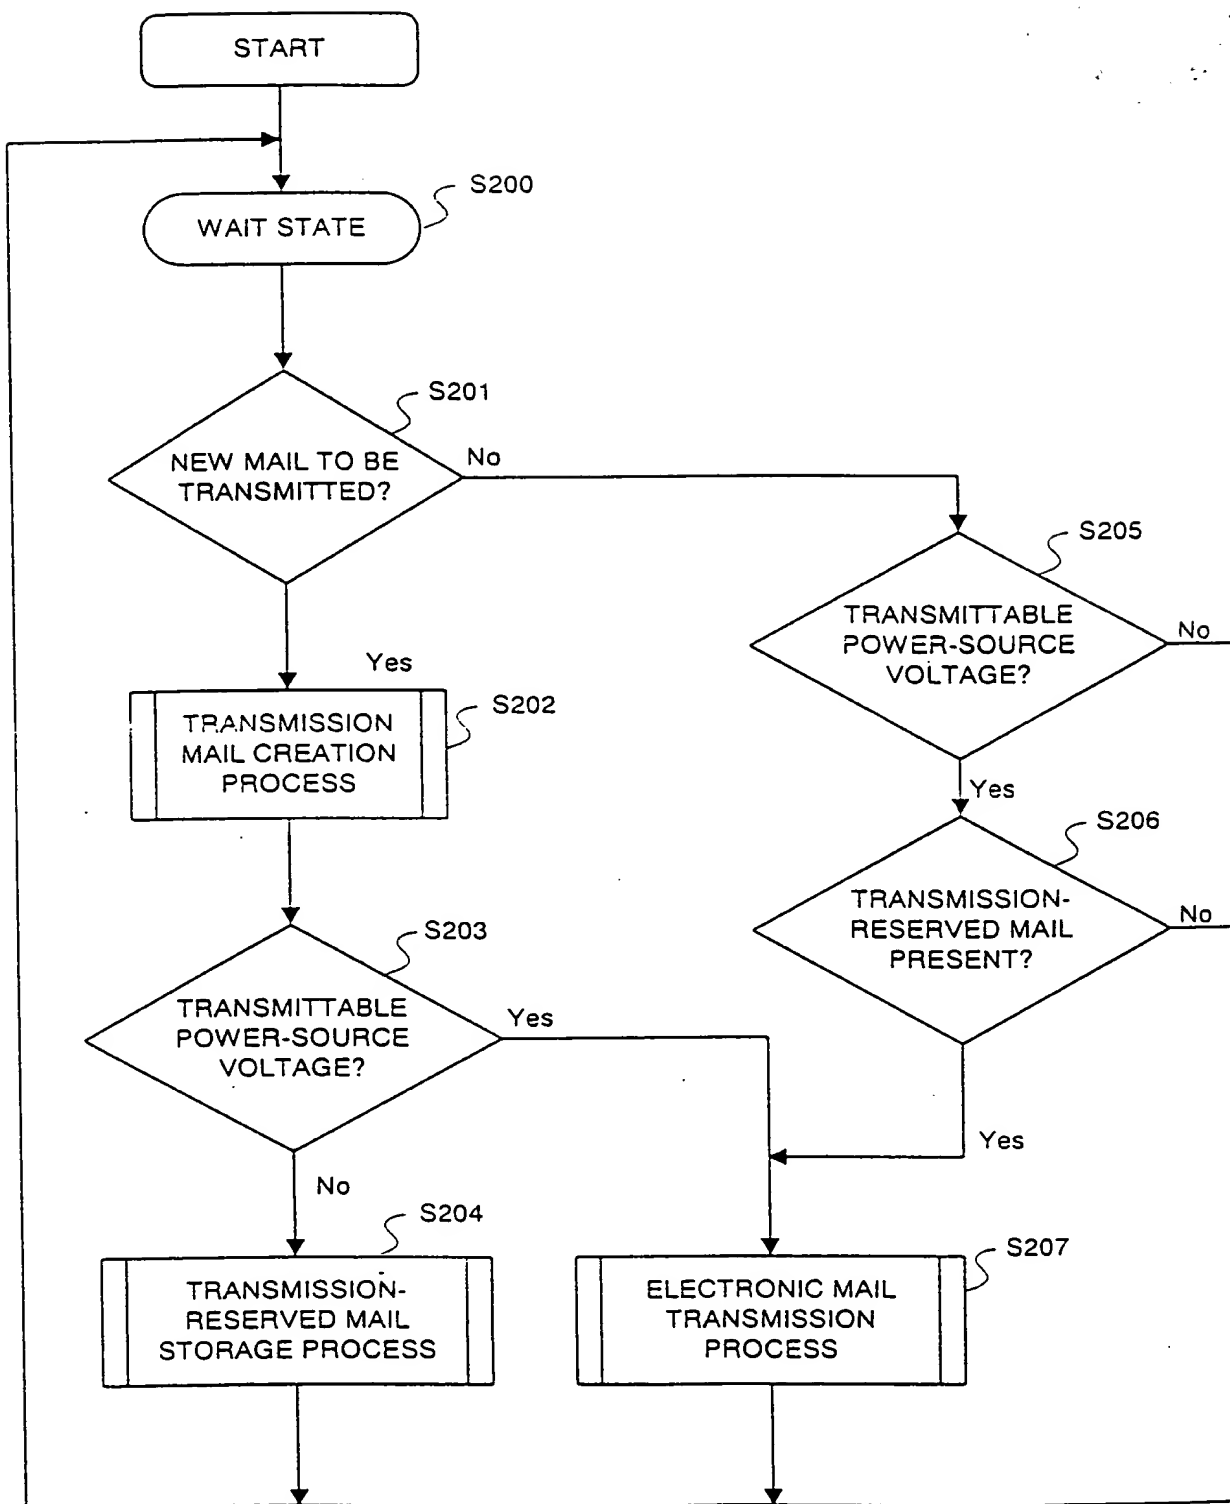 START
S200
WAIT STATE
S201
NEW MAIL TO BE
TRANSMITTED?
No
Yes
S205
TRANSMITTABLE
POWER-SOURCE
VOLTAGE?
No
Yes
S202
TRANSMISSION
MAIL CREATION
PROCESS
S206
TRANSMISSION-
RESERVED MAIL
PRESENT?
No
Yes
S203
TRANSMITTABLE
POWER-SOURCE
VOLTAGE?
Yes
No
S204
TRANSMISSION-
RESERVED MAIL
STORAGE PROCESS
S207
ELECTRONIC MAIL
TRANSMISSION
PROCESS